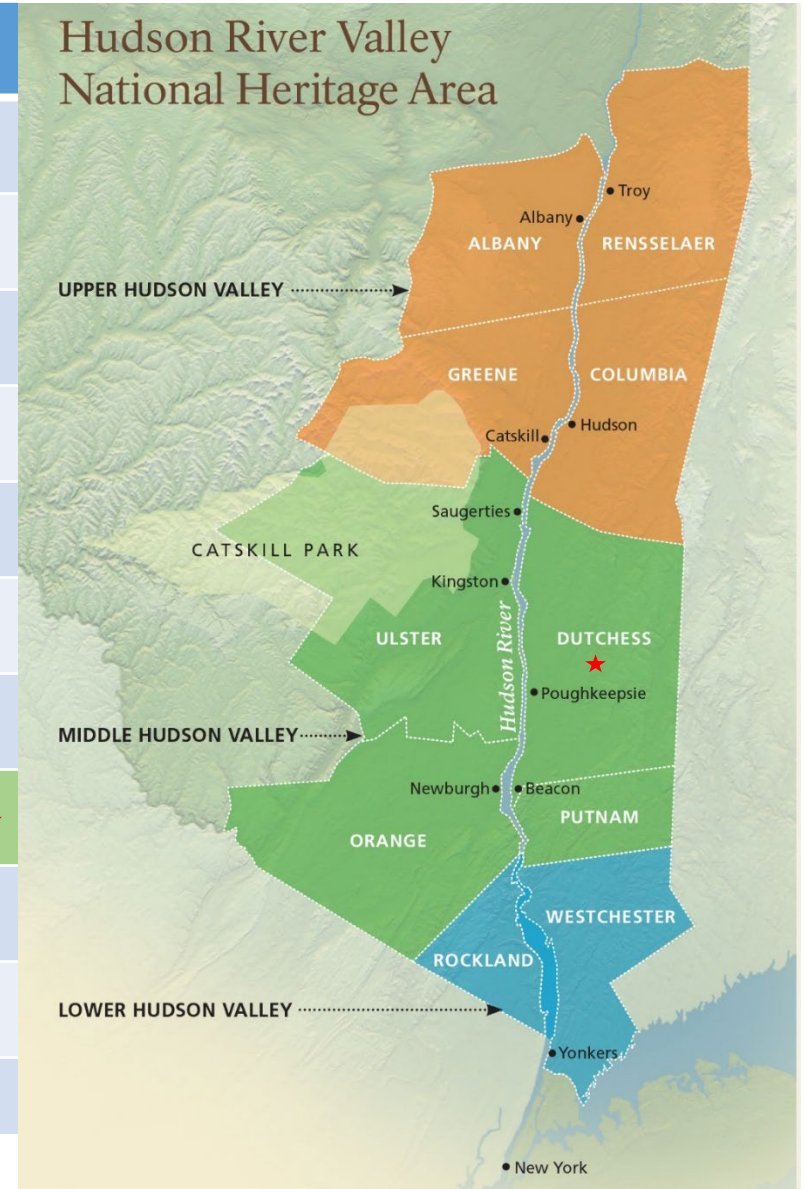 Hudson River Valley
National Heritage Area
Troy
Albany
ALBANY
RENSSELAER
UPPER HUDSON VALLEY
GREENE
COLUMBIA
Hudson
Catskill
Saugerties
CATSKILL PARK
Kingston
Hudson River
ULSTER
DUTCHESS
Poughkeepsie
MIDDLE HUDSON VALLEY
Newburgh
Beacon
PUTNAM
ORANGE
WESTCHESTER
ROCKLAND
LOWER HUDSON VALLEY
Yonkers
New York